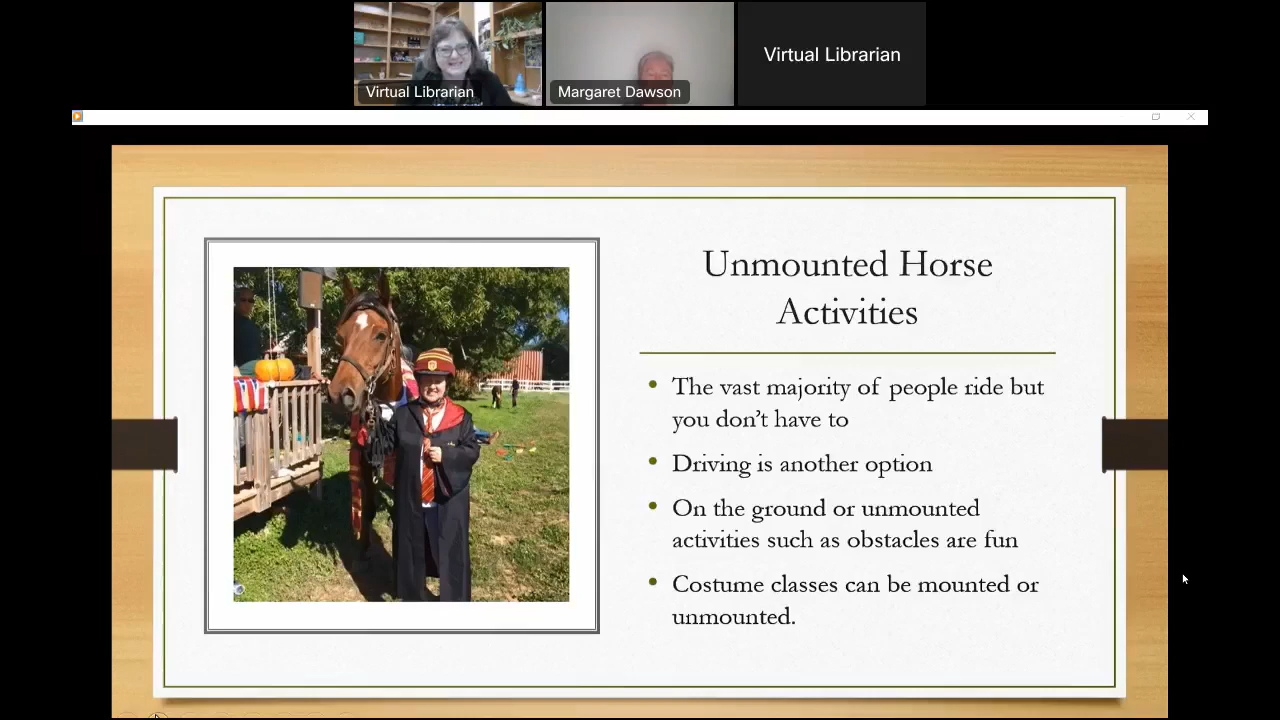 Virtual Librarian
Margaret Dawson
Virtual Librarian
Unmounted Horse
Activities
• The vast majority of people ride but
you don't have to
• Driving is another option
• On the ground or unmounted
activities such as obstacles are fun
• Costume classes can be mounted or
unmounted.